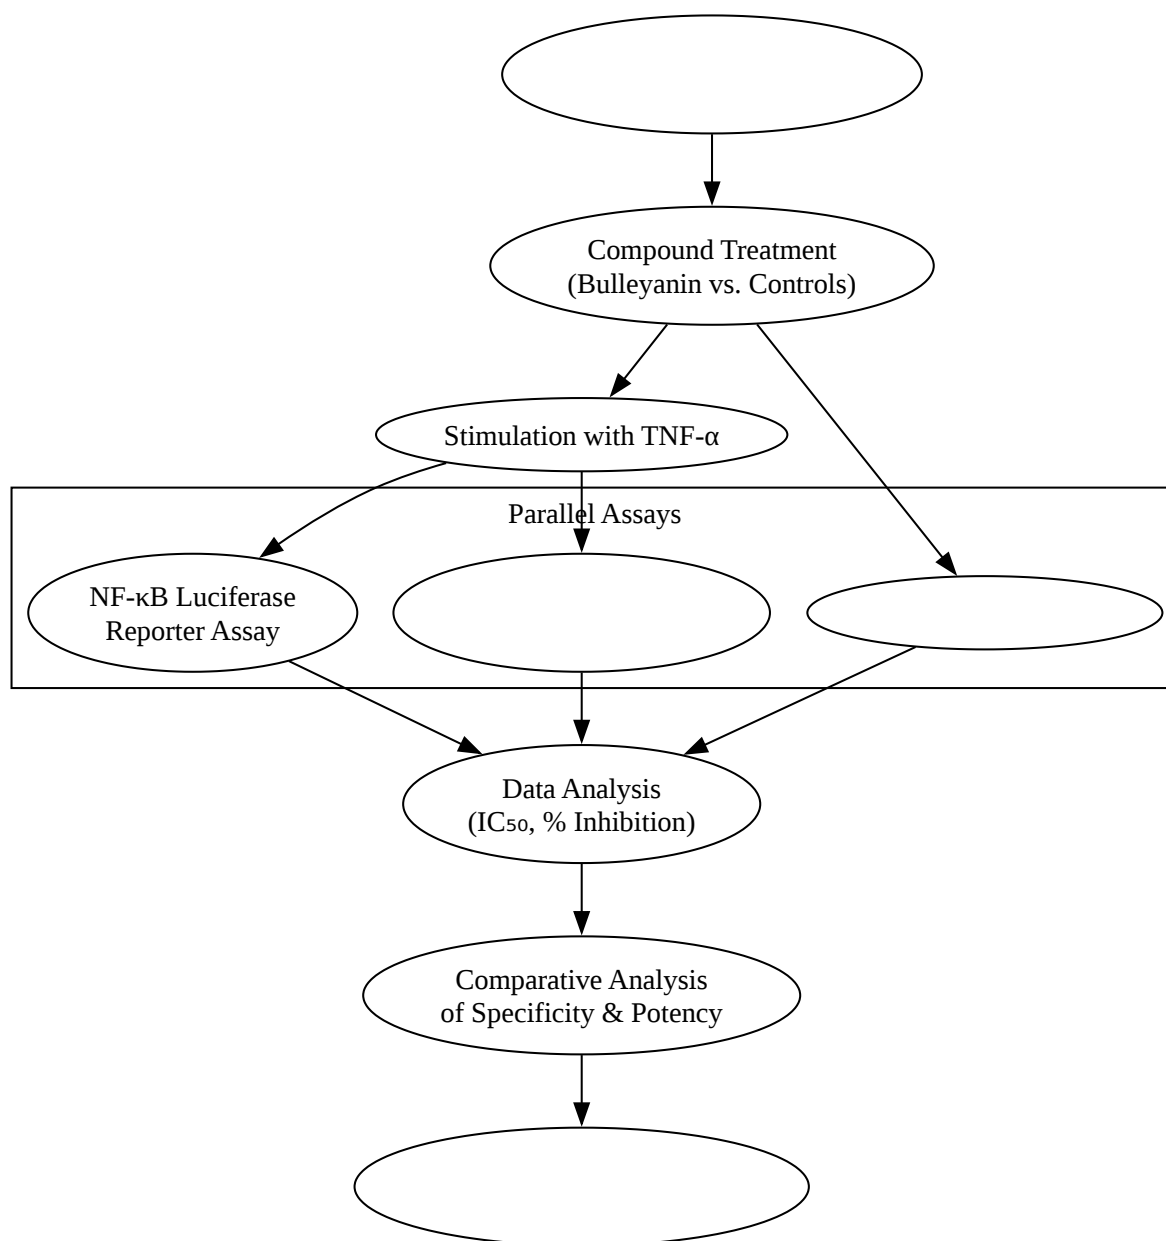 Compound Treatment
(Bulleyanin vs. Controls)
Stimulation with TNF-α
Parallel Assays
NF-κB Luciferase
Reporter Assay
Data Analysis
(IC₅₀, % Inhibition)
Comparative Analysis
of Specificity & Potency